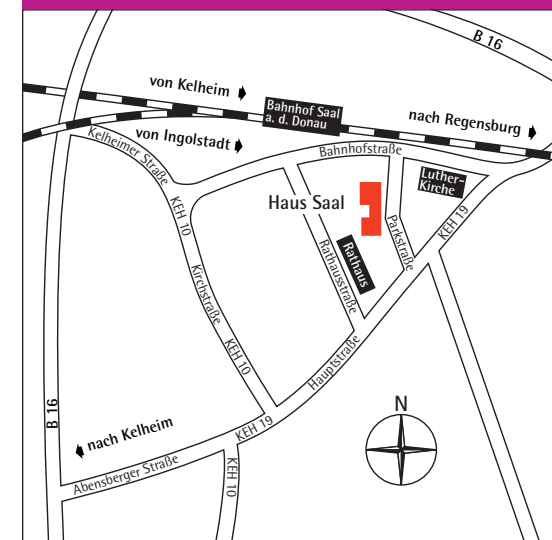 B 16
von Kelheim
Bahnhof Saal
a. d. Donau
nach Regensburg
Kelheimer Straße
von Ingolstadt
Bahnhofstraße
Luther-
Kirche
Haus Saal
KEH 10
Parkstraße
KEH 19
Rathaus
Rathausstraße
Kirchstraße
KEH 10
Hauptstraße
B 16
nach Kelheim
KEH 19
N
Abensberger Straße
KEH 10